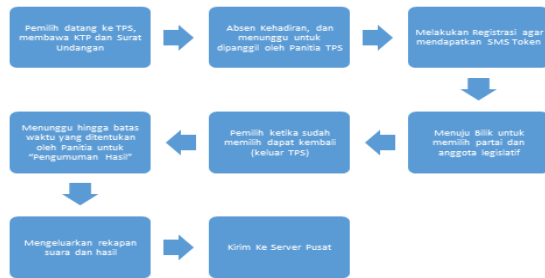 Pemilih datang ke TPS,
membawa KTP dan Surat
Undangan
Absen Kehadiran, dan
menunggu untuk
dipanggil oleh Panitia TPS
Melakukan Registrasi agar
mendapatkan SMS Token
Menuju Bilik untuk
memilih partai dan
anggota legislatif
Pemilih ketika sudah
memilih dapat kembali
(keluar TPS)
Menunggu hingga batas
waktu yang ditentukan
oleh Panitia untuk
"Pengumuman Hasil"
Mengeluarkan rekapan
suara dan hasil
Kirim Ke Server Pusat